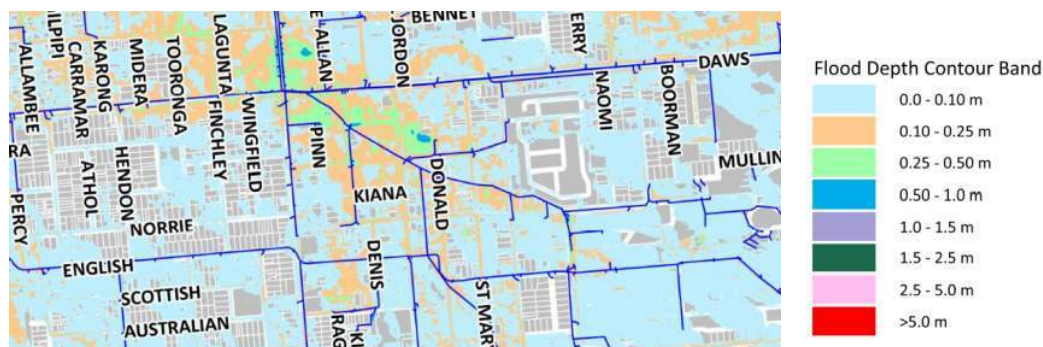 ILPIPI
ALLAMBEE
KARONG
CARRAMAR
MIDERA
TOORONGA
LAGUNTA
FINCHLEY
WINGFIELD
ALLAN
JORDON
BENNET
ERRY
DAWS
NAOMI
BOORMAN
MULLIN
RA
ATHOL
HENDON
PINN
DONALD
KIANA
PERCY
NORRIE
ENGLISH
DENIS
SCOTTISH
AUSTRALIAN
RAG
KI
ST MARY
Flood Depth Contour Band
0.0 - 0.10 m
0.10 - 0.25 m
0.25 - 0.50 m
0.50 - 1.0 m
1.0 - 1.5 m
1.5 - 2.5 m
2.5 - 5.0 m
>5.0 m